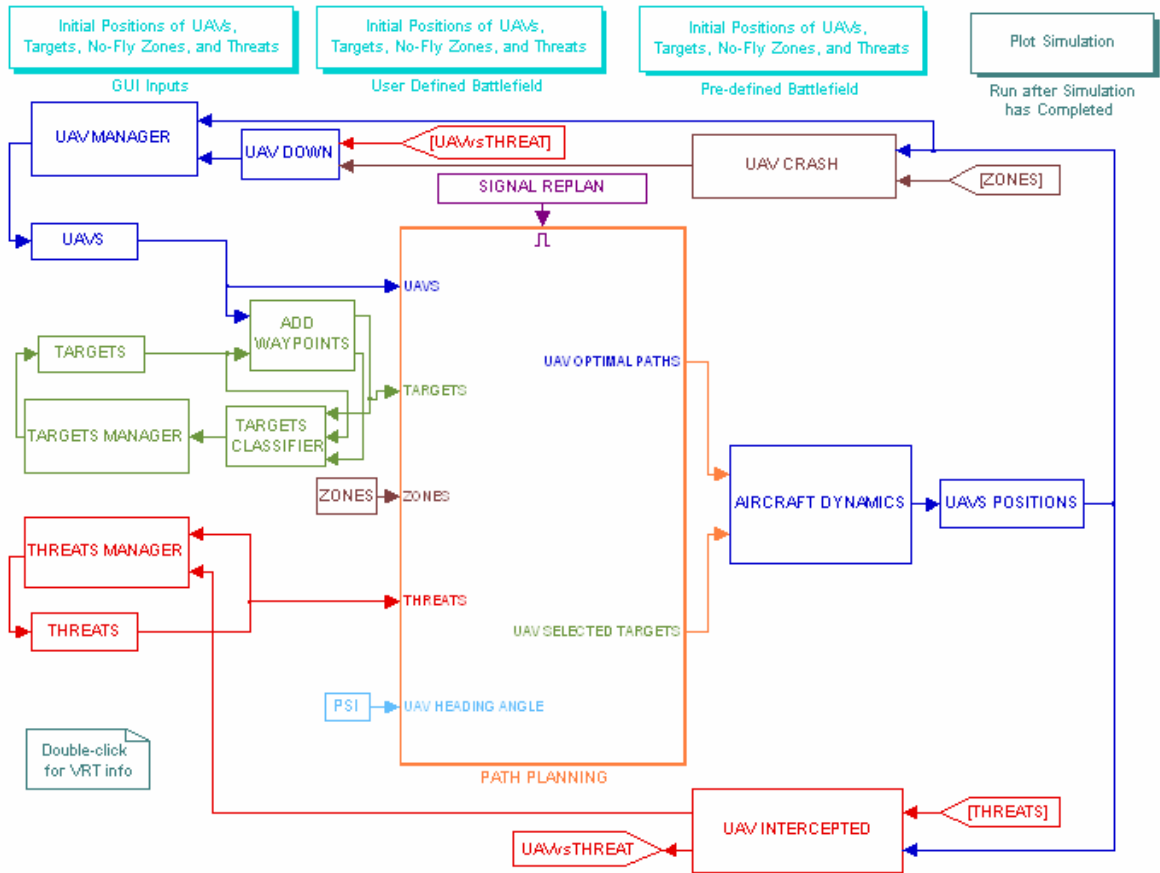 Initial Positions of UAVs,
Targets, No-Fly Zones, and Threats
GUI Inputs
Initial Positions of UAVs,
Targets, No-Fly Zones, and Threats
User Defined Battlefield
Initial Positions of UAVs,
Targets, No-Fly Zones, and Threats
Pre-defined Battlefield
Plot Simulation
Run after Simulation
has Completed
UAV MANAGER
UAV DOWN
[UAVvsTHREAT]
UAV CRASH
[ZONES]
SIGNAL REPLAN
UAVS
UAVS
ADD
WAYPOINTS
TARGETS
UAV OPTIMAL PATHS
TARGETS
TARGETS MANAGER
TARGETS
CLASSIFIER
ZONES
ZONES
AIRCRAFT DYNAMICS
UAVS POSITIONS
THREATS MANAGER
THREATS
THREATS
UAV SELECTED TARGETS
PSI
UAV HEADING ANGLE
Double-click
for VRT info
PATH PLANNING
UAV INTERCEPTED
[THREATS]
UAVvsTHREAT